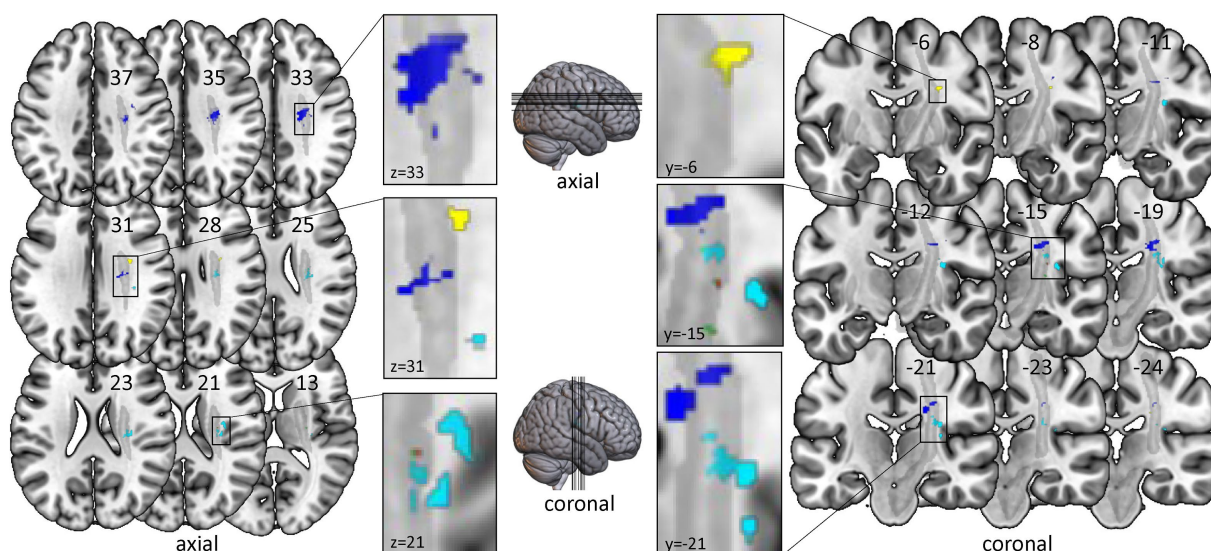 37 35 33
31 28 25
23 21 13
axial
z=33
z=31
z=21
axial
coronal
y=-6
y=-15
y=-21
-6 -8 -11
-12 -15 -19
-21 -23 -24
coronal